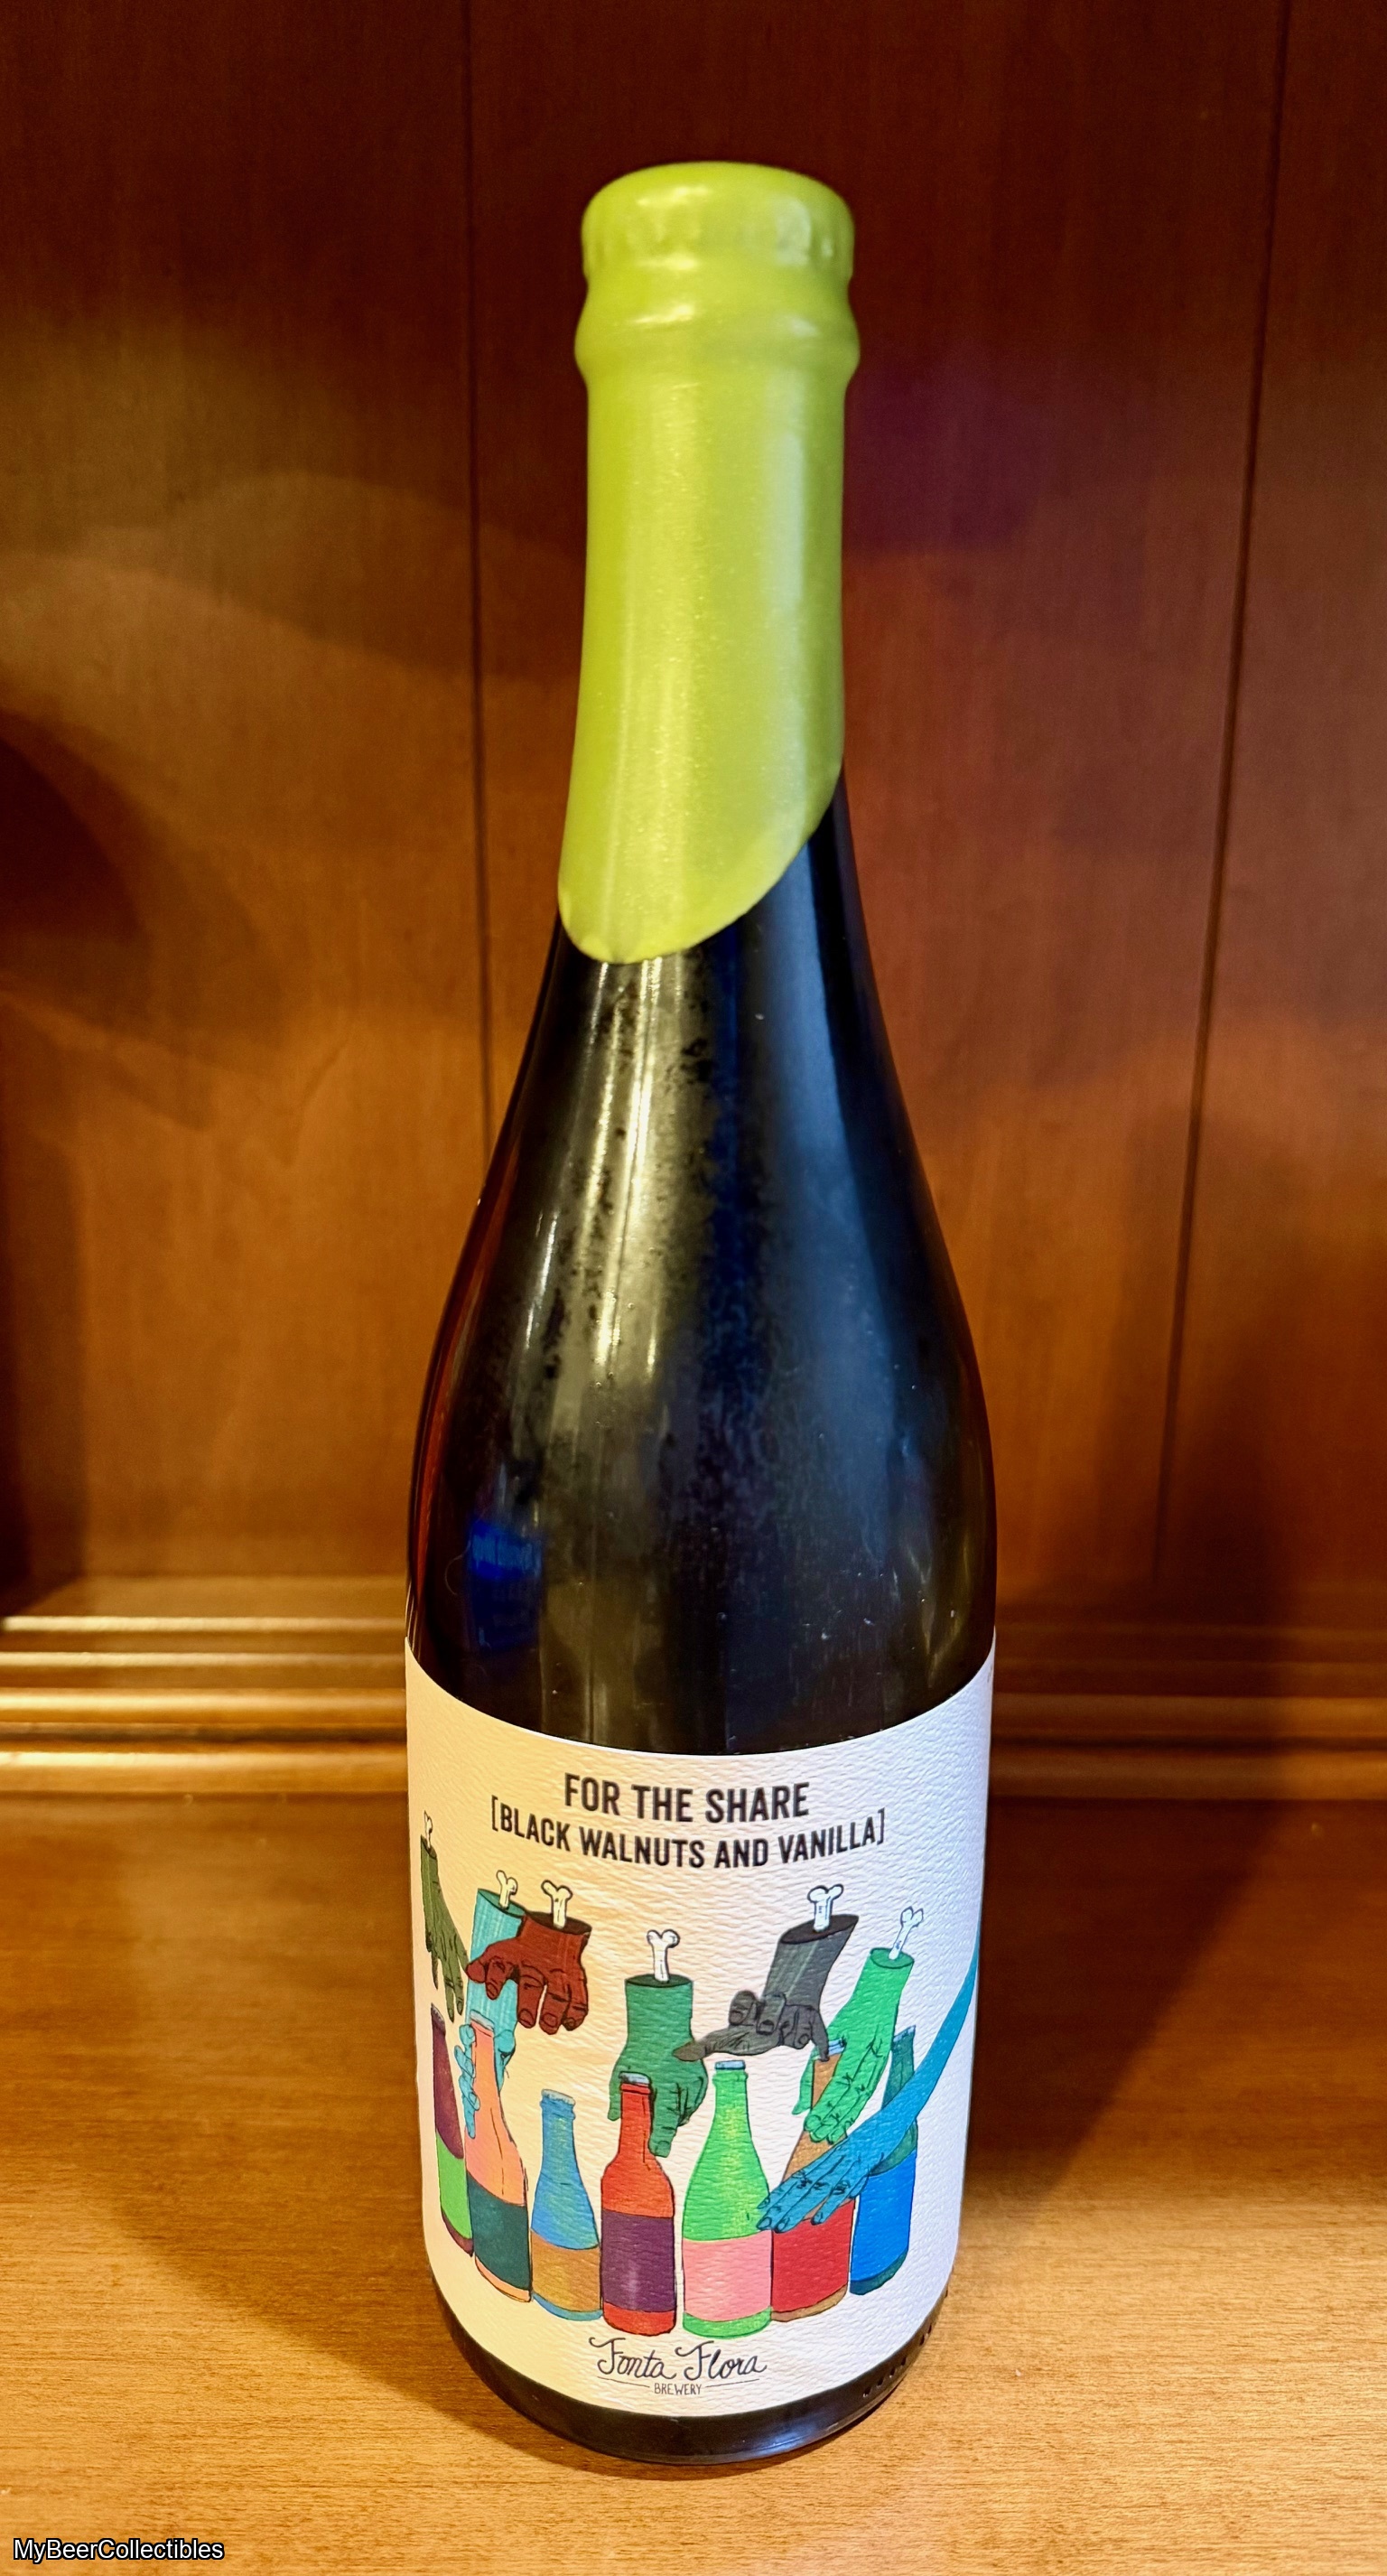 FOR THE SHARE
[BLACK WALNUTS AND VANILLA]
Fonta Flora
BREWERY
MyBeerCollectibles